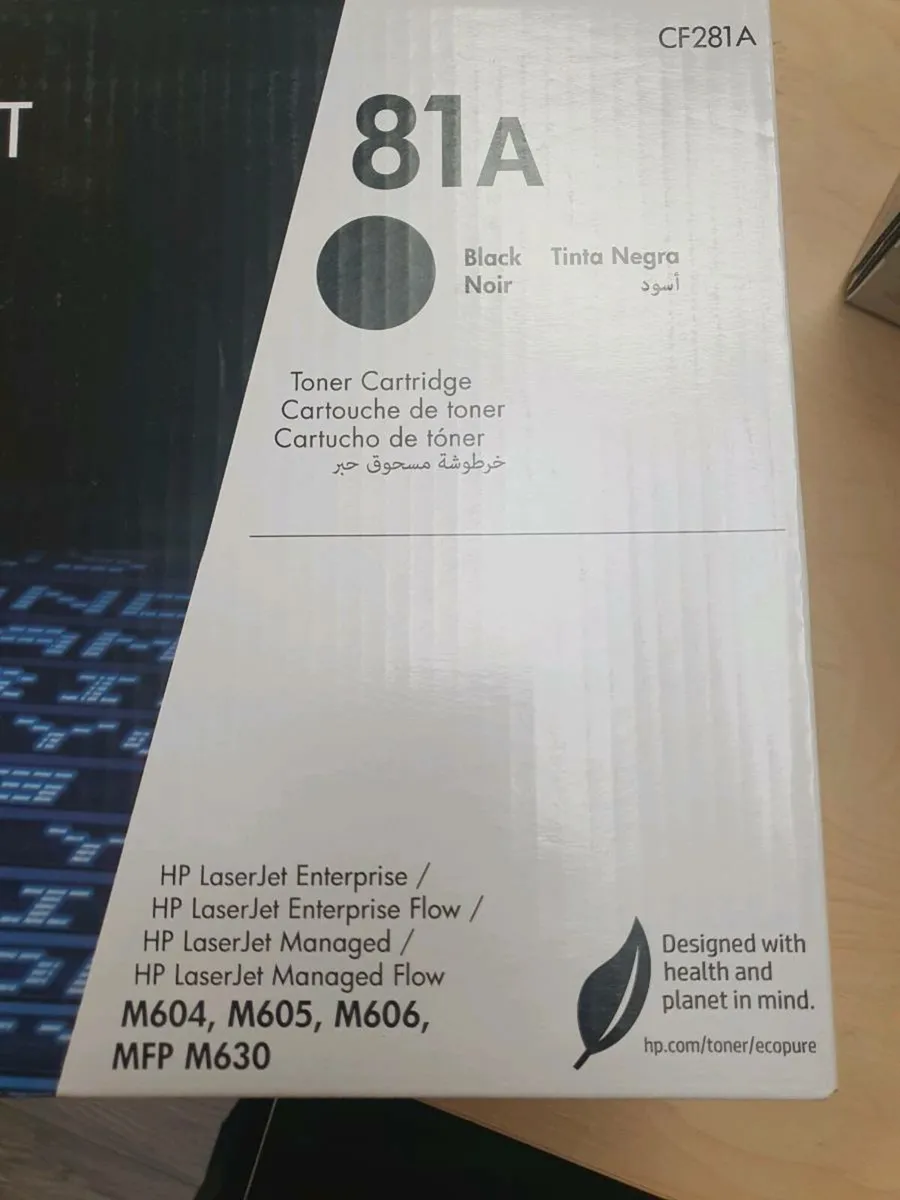 CF281A
T
81A
Black Tinta Negra
Noir أسود
Toner Cartridge
Cartouche de toner
Cartucho de tóner
خرطوشة مسحوق حبر
HP LaserJet Enterprise /
HP LaserJet Enterprise Flow /
HP LaserJet Managed /
HP LaserJet Managed Flow
M604, M605, M606,
MFP M630
Designed with
health and
planet in mind.
hp.com/toner/ecopure